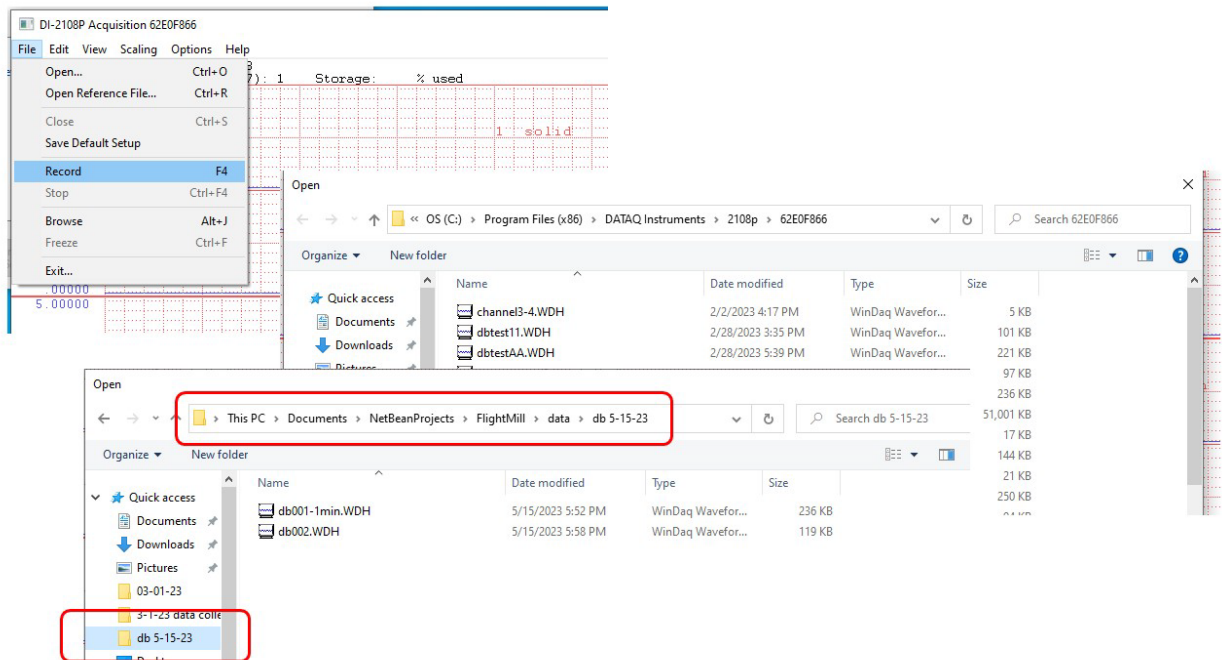 DI-2108P Acquisition 62E0F866
File Edit View Scaling Options Help
Open... Ctrl+O
Open Reference File... Ctrl+R
Close Ctrl+S
Save Default Setup
Record F4
Stop Ctrl+F4
Browse Alt+J
Freeze Ctrl+F
Exit...
): 1 Storage: % used
1 solid
.00000
5.00000
Open
« OS (C:) › Program Files (x86) › DATAQ Instruments › 2108p › 62E0F866
Search 62E0F866
Organize New folder
Name Date modified Type Size
Quick access
Documents
Downloads
Pictures
channel3-4.WDH 2/2/2023 4:17 PM WinDaq Wavefor... 5 KB
dbtest11.WDH 2/28/2023 3:35 PM WinDaq Wavefor... 101 KB
dbtestAA.WDH 2/28/2023 5:39 PM WinDaq Wavefor... 221 KB
97 KB
236 KB
51,001 KB
17 KB
144 KB
21 KB
250 KB
Open
› This PC › Documents › NetBeanProjects › FlightMill › data › db 5-15-23
Search db 5-15-23
Organize New folder
Name Date modified Type Size
Quick access
Documents
Downloads
Pictures
03-01-23
3-1-23 data colle
db 5-15-23
db001-1min.WDH 5/15/2023 5:52 PM WinDaq Wavefor... 236 KB
db002.WDH 5/15/2023 5:58 PM WinDaq Wavefor... 119 KB